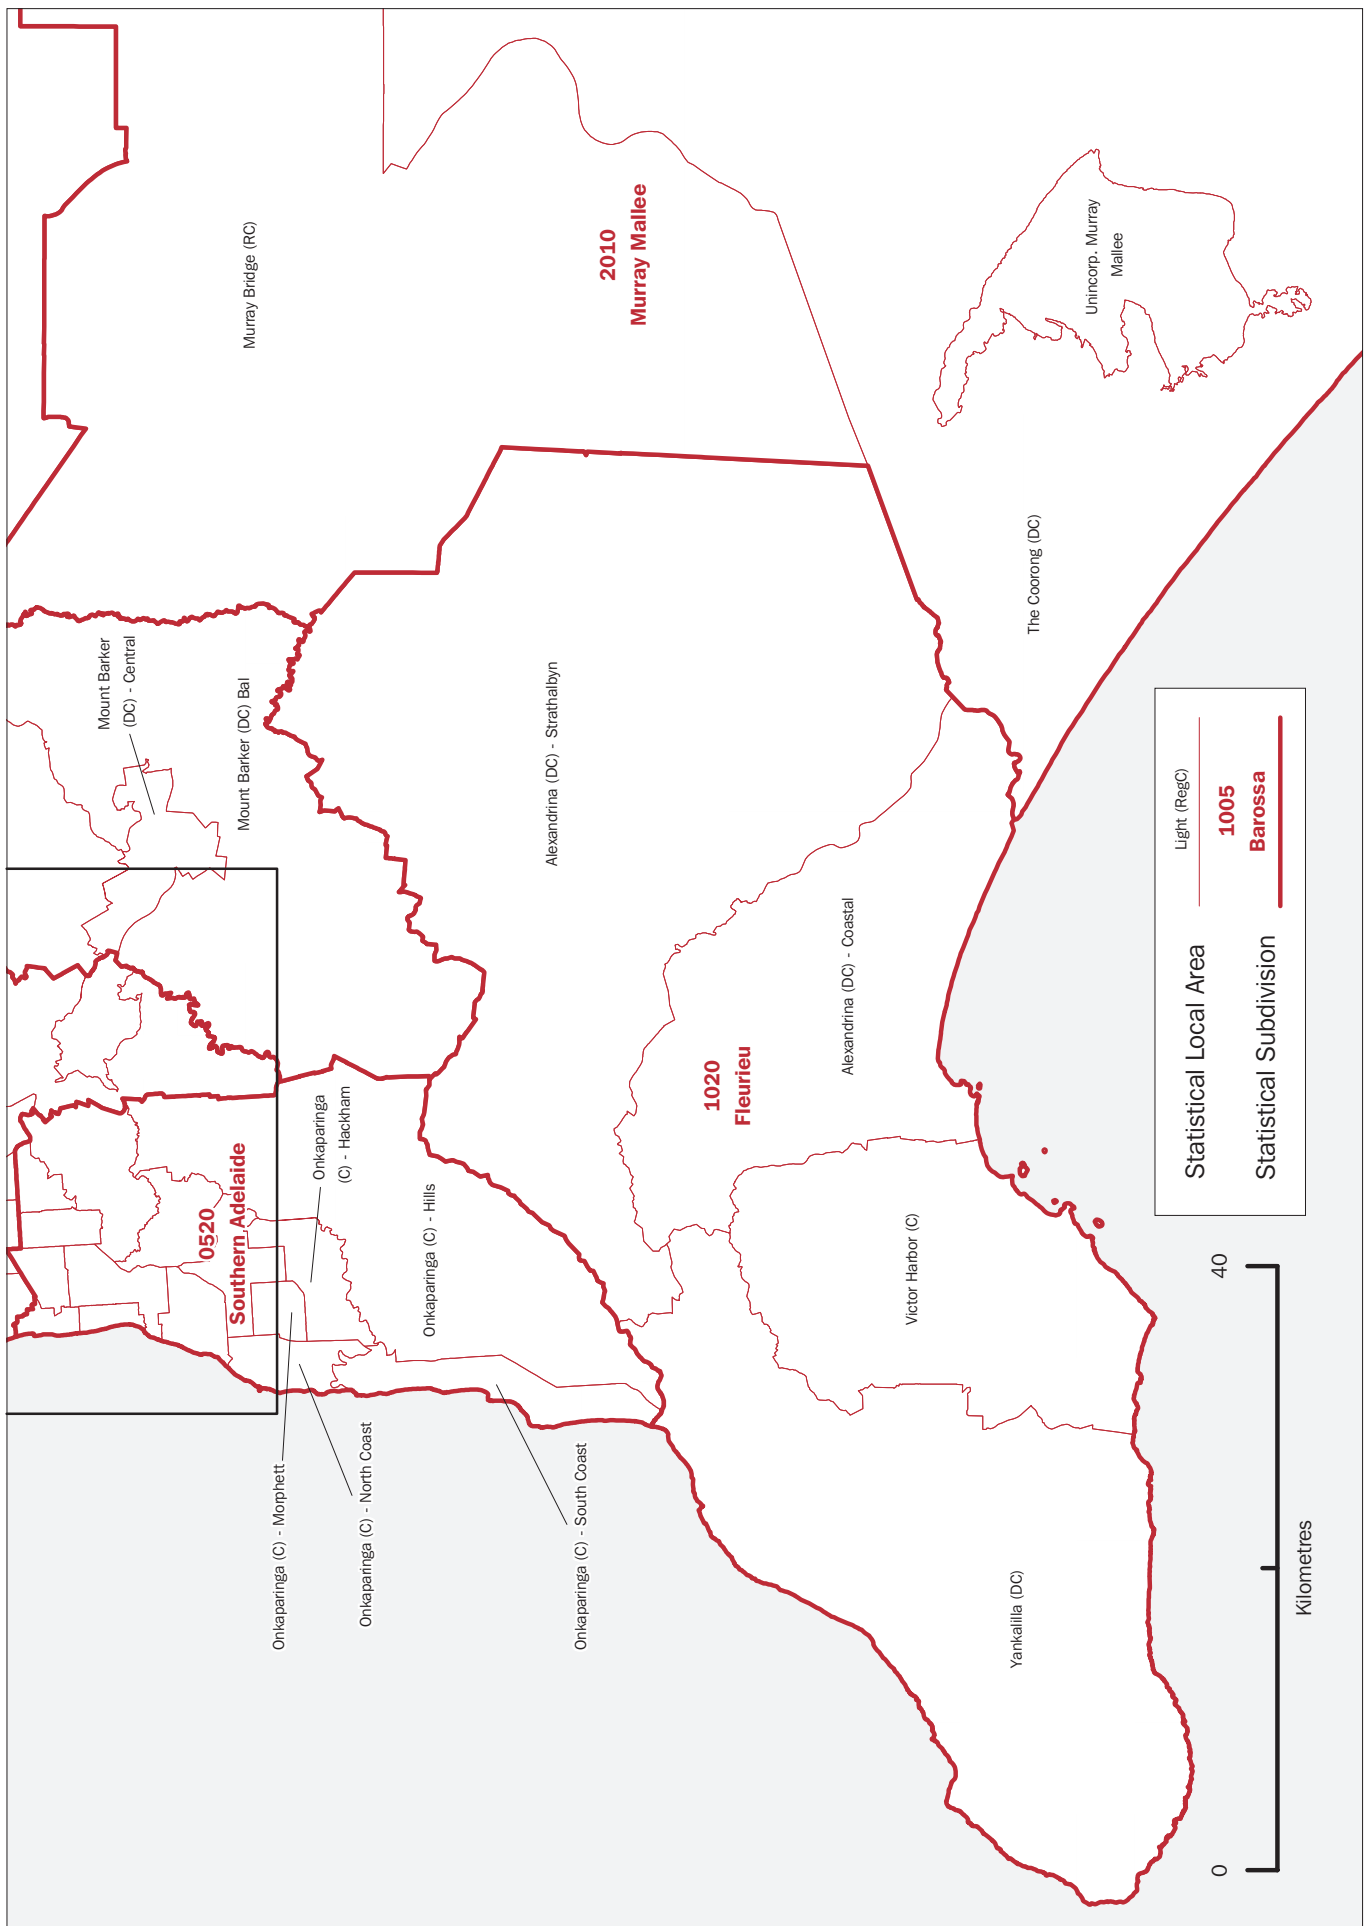 Mount Barker
(DC) - Central
Mount Barker (DC) Bal
Murray Bridge (RC)
0520
Southern Adelaide
Onkaparinga
(C) - Hackham
Onkaparinga (C) - Hills
Onkaparinga (C) - Morphett
Onkaparinga (C) - North Coast
Onkaparinga (C) - South Coast
Alexandrina (DC) - Strathalbyn
2010
Murray Mallee
1020
Fleurieu
Alexandrina (DC) - Coastal
Victor Harbor (C)
Yankalilla (DC)
The Coorong (DC)
Unincorp. Murray
Mallee
Statistical Local Area
Light (RegC)
Statistical Subdivision
1005
Barossa
0
40
Kilometres